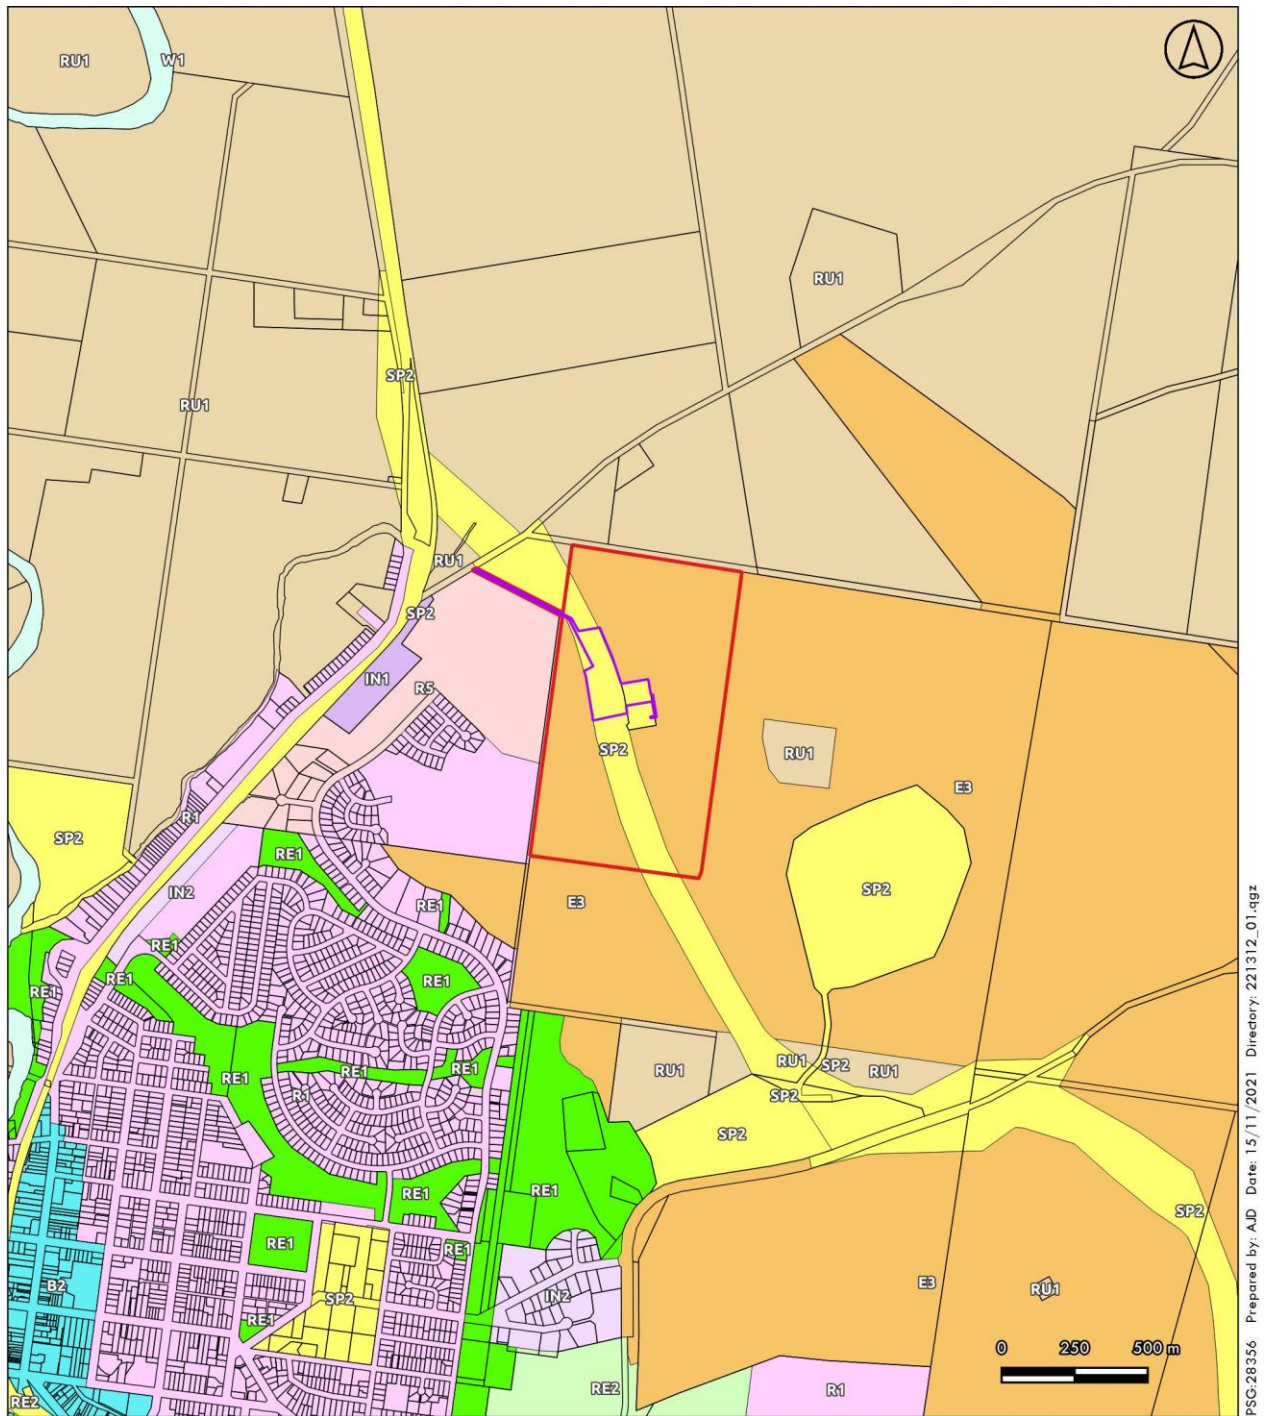 RU1
W1
RU1
SP2
RU1
RU1
SP2
IN1
R5
SP2
RU1
E3
R1
SP2
RE1
SP2
IN2
RE1
E3
RE1
RE1
RE1
RE1
RE1
RU1
SP2
RU1
RU1
RE1
RE1
RE1
SP2
R1
SP2
RE1
RE1
SP2
RE1
RE1
E3
B2
RU1
IN2
SP2
RE1
0 250 500 m
RE2
R1
RE2
PSG:28356 Prepared by: AJD Date: 15/11/2021 Directory: 221312_01.qgz